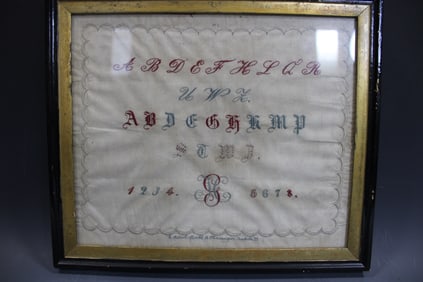 A B D E F H L Q R
U W Z.
A B D E G H K M P
S T W J.
1 2 3 4. 5 6 7 8.